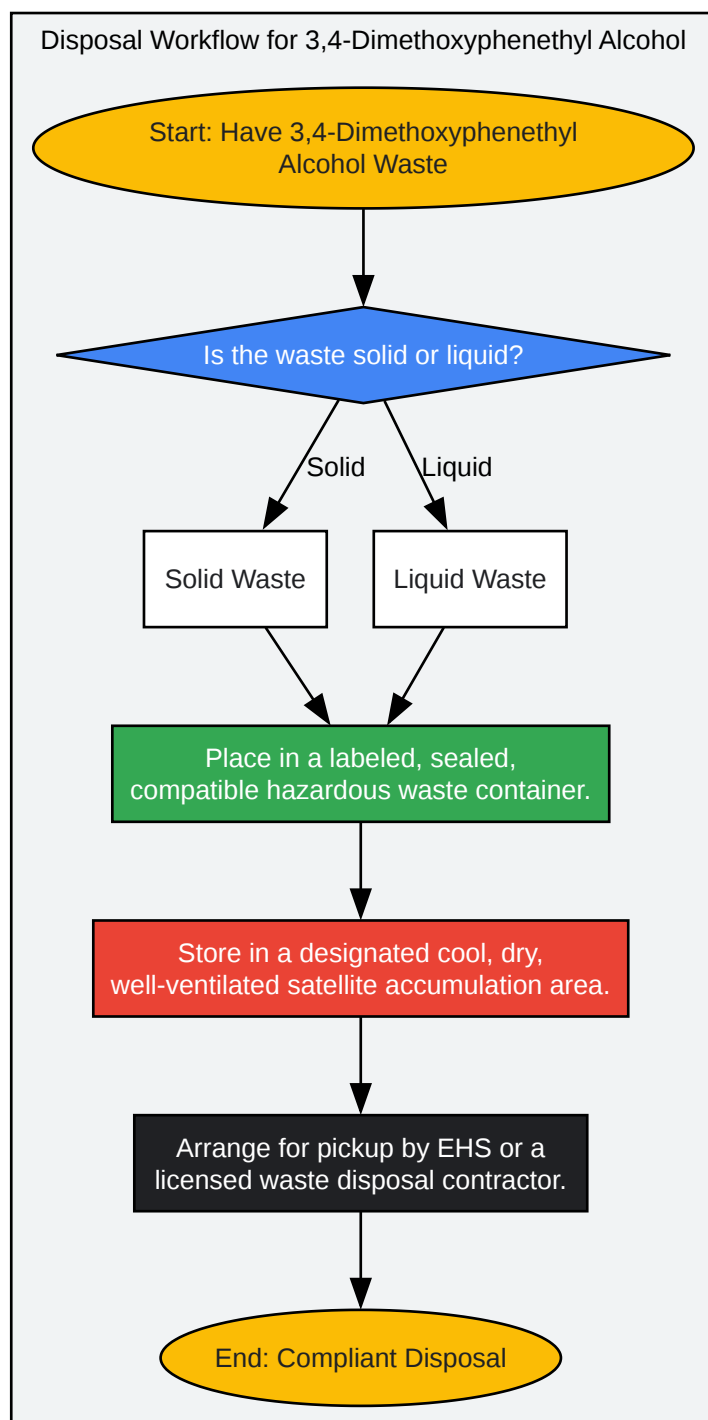 Disposal Workflow for 3,4-Dimethoxyphenethyl Alcohol
Start: Have 3,4-Dimethoxyphenethyl
Alcohol Waste
Is the waste solid or liquid?
Solid
Liquid
Solid Waste
Liquid Waste
Place in a labeled, sealed,
compatible hazardous waste container.
Store in a designated cool, dry,
well-ventilated satellite accumulation area.
Arrange for pickup by EHS or a
licensed waste disposal contractor.
End: Compliant Disposal